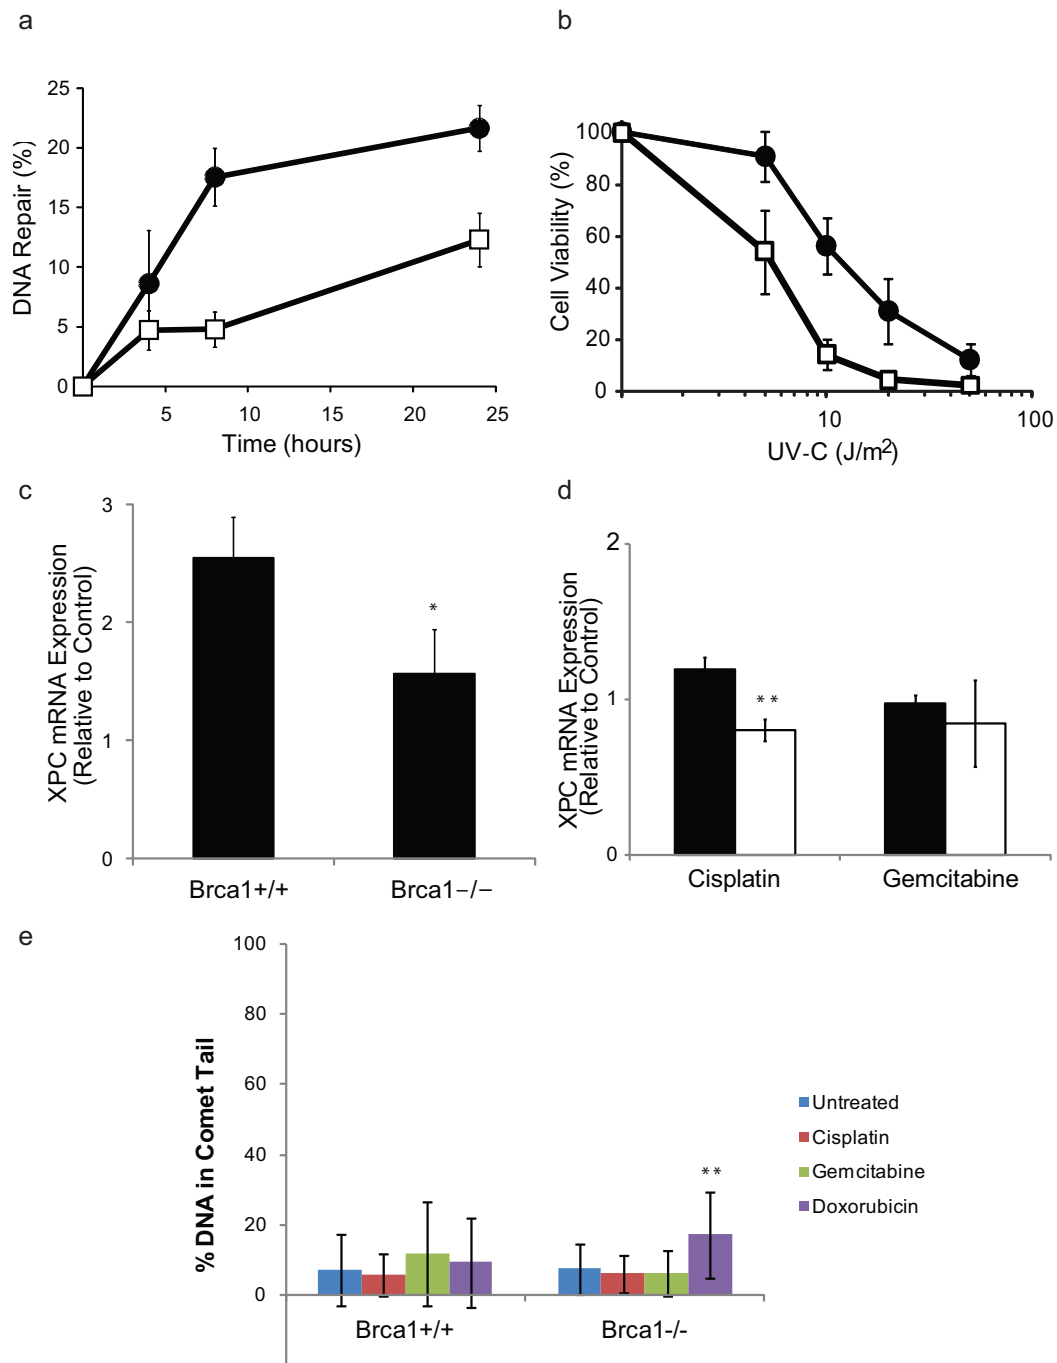 a
25
20
15
10
5
0
5
10
15
20
25
DNA Repair (%)
Time (hours)
b
100
80
60
40
20
0
10
100
Cell Viability (%)
UV-C (J/m2)
c
3
2
1
0
XPC mRNA Expression
(Relative to Control)
*
Brca1+/+
Brca1−/−
d
2
1
0
XPC mRNA Expression
(Relative to Control)
**
Cisplatin
Gemcitabine
e
100
80
60
40
20
0
% DNA in Comet Tail
**
Brca1+/+
Brca1-/-
Untreated
Cisplatin
Gemcitabine
Doxorubicin